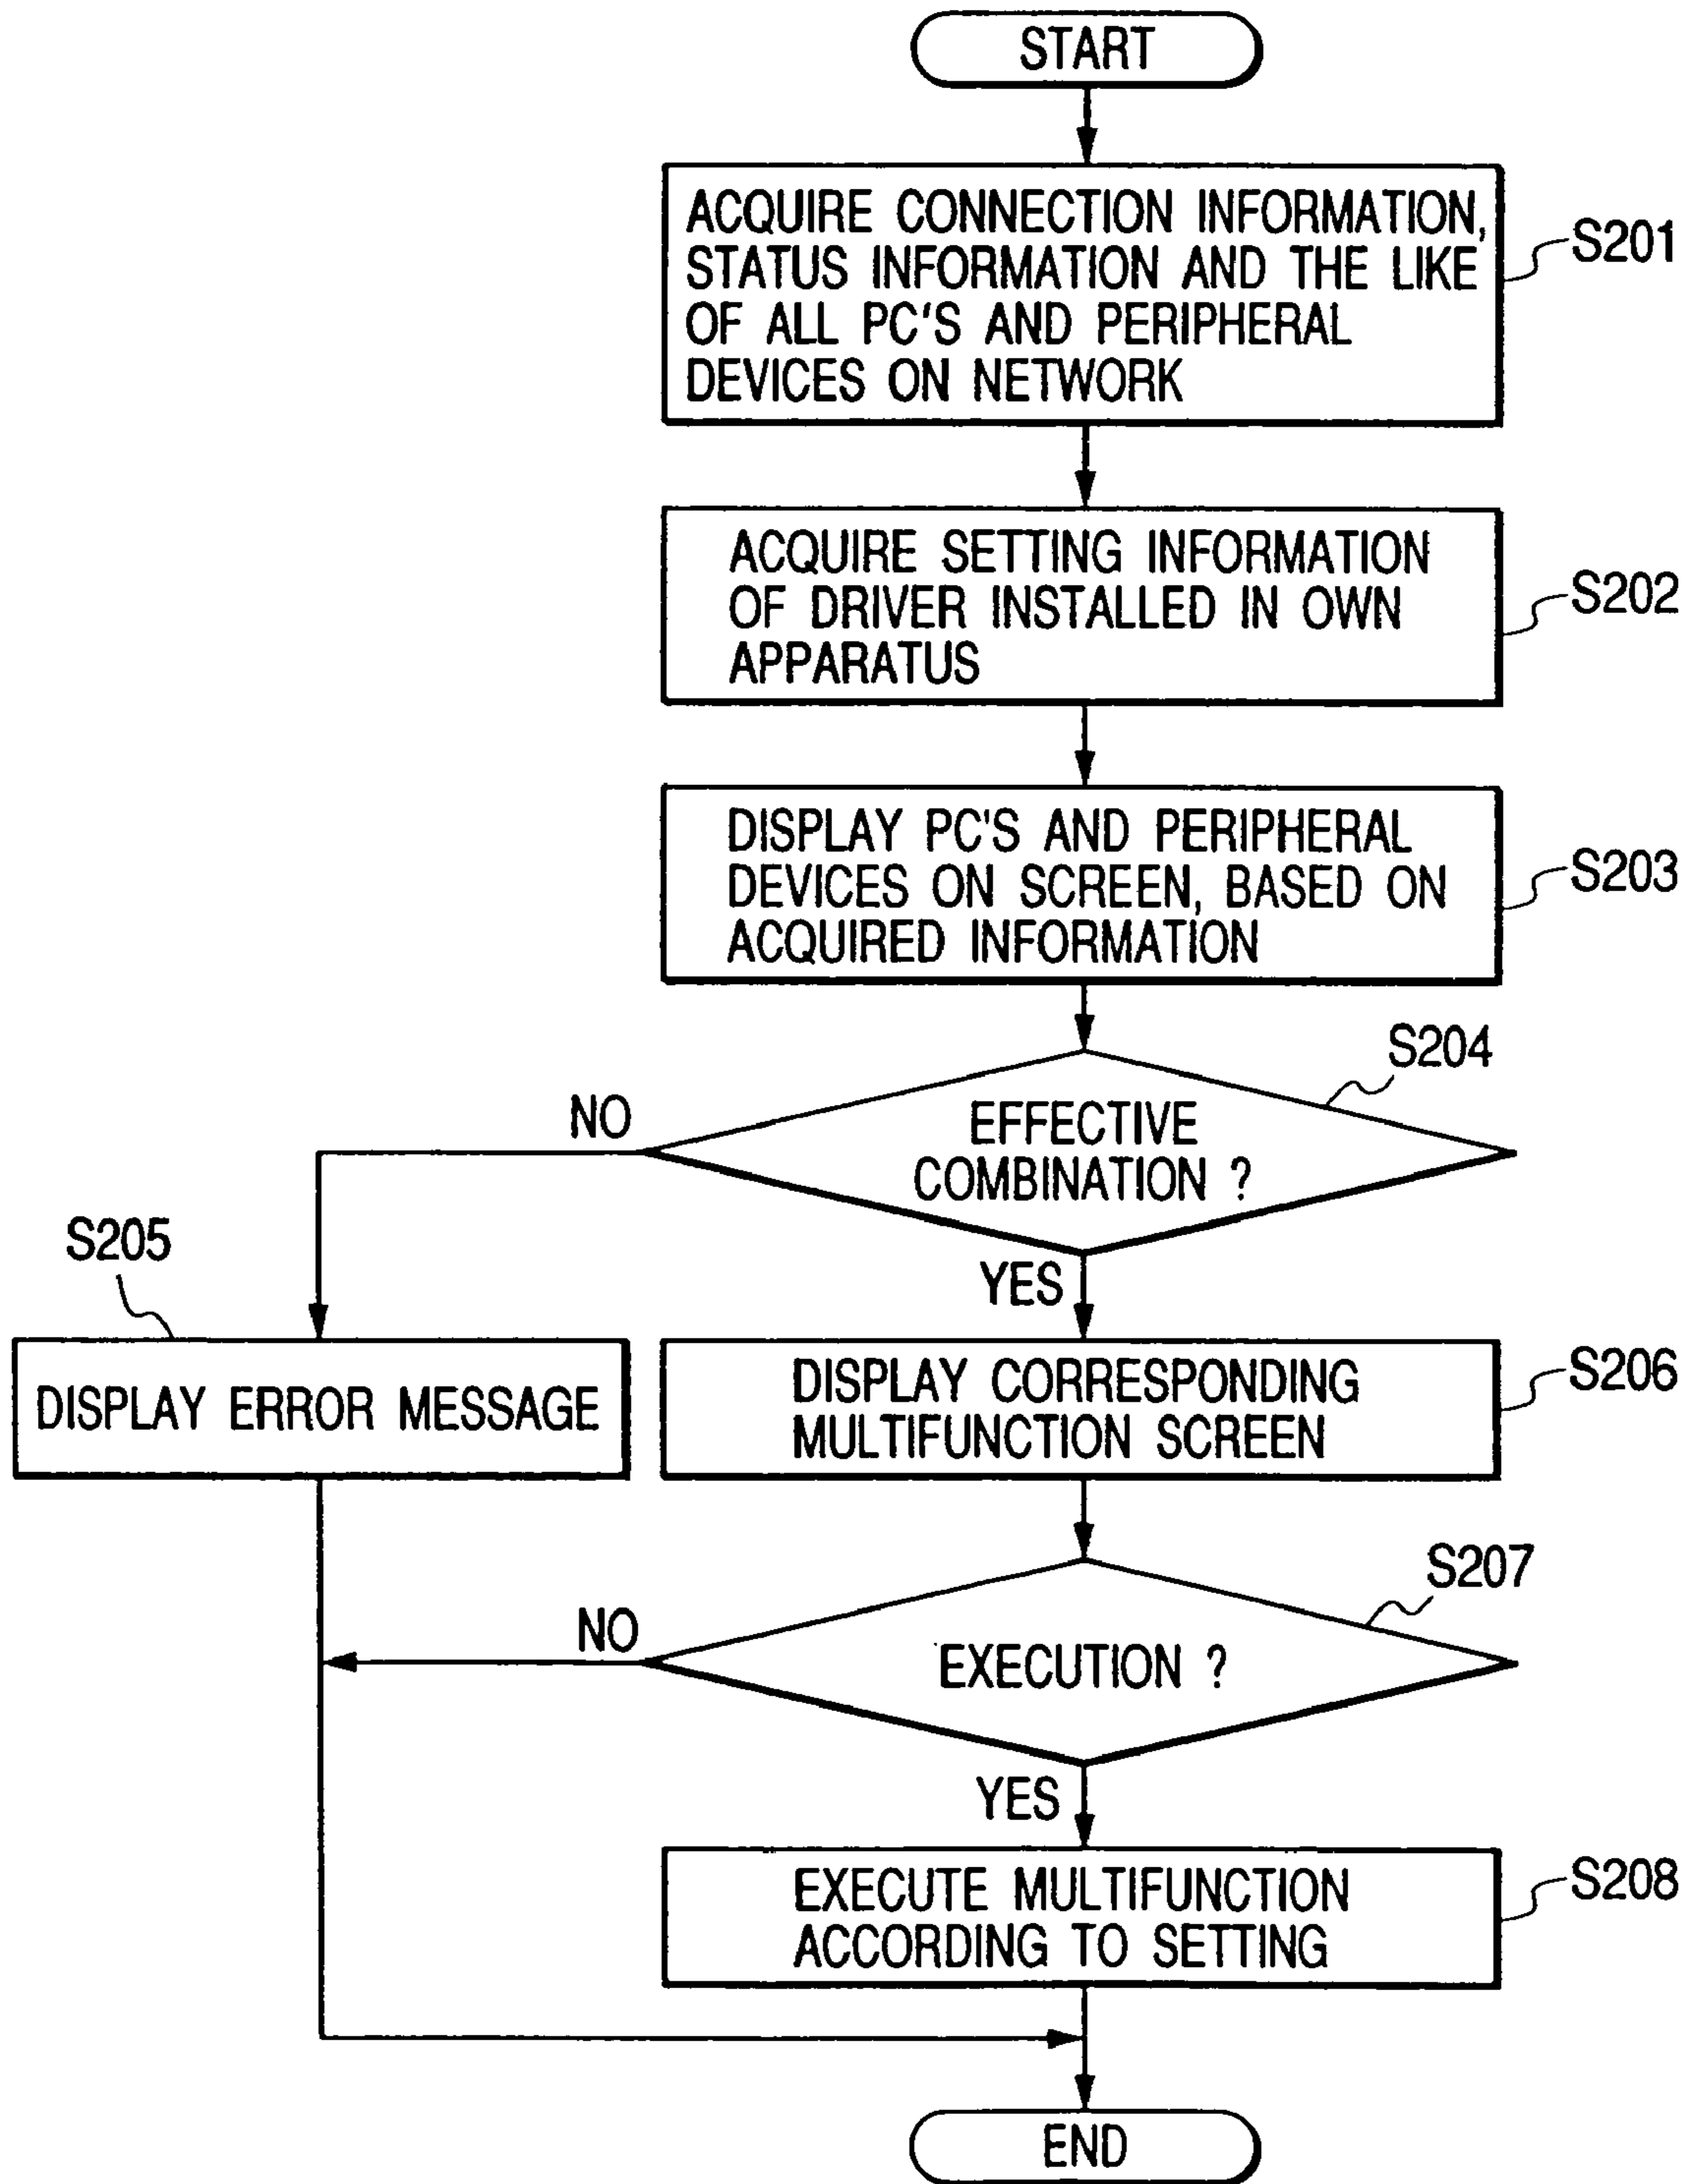 START
ACQUIRE CONNECTION INFORMATION,
STATUS INFORMATION AND THE LIKE
OF ALL PC'S AND PERIPHERAL
DEVICES ON NETWORK
S201
ACQUIRE SETTING INFORMATION
OF DRIVER INSTALLED IN OWN
APPARATUS
S202
DISPLAY PC'S AND PERIPHERAL
DEVICES ON SCREEN, BASED ON
ACQUIRED INFORMATION
S203
S204
NO
EFFECTIVE
COMBINATION ?
YES
S205
DISPLAY ERROR MESSAGE
DISPLAY CORRESPONDING
MULTIFUNCTION SCREEN
S206
S207
NO
EXECUTION ?
YES
EXECUTE MULTIFUNCTION
ACCORDING TO SETTING
S208
END